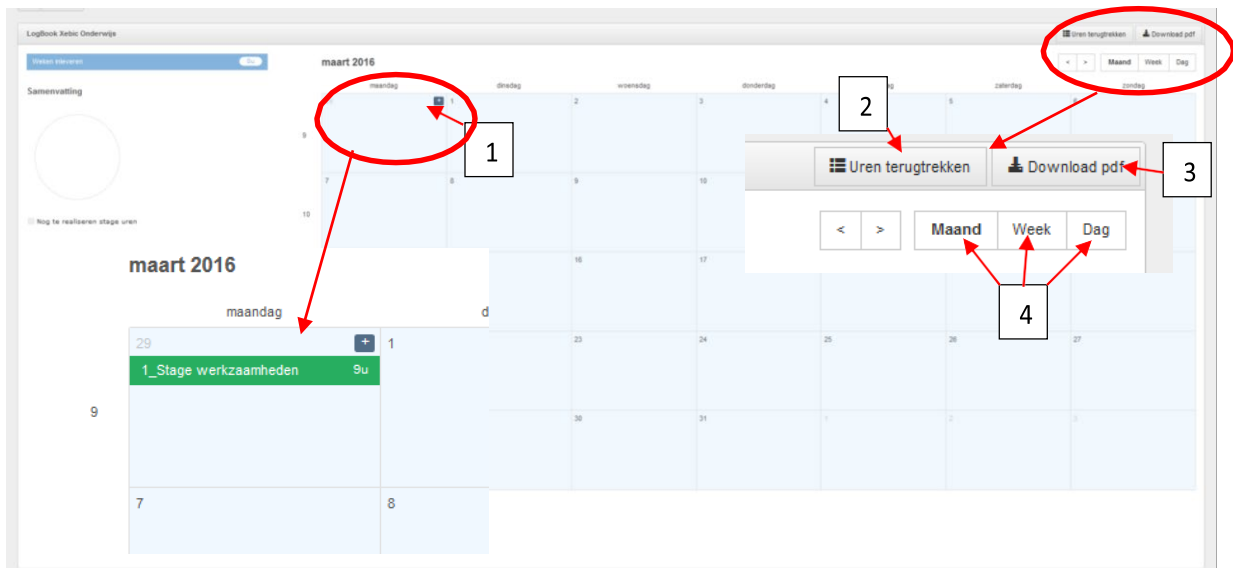 LogBook Xebic Onderwijs
Uren terugtrekken Download pdf
Weken inleveren 9u
maart 2016
< > Maand Week Dag
Samenvatting
maandag dinsdag woensdag donderdag zaterdag zondag
1 2 3 4 5
2
9
1
Uren terugtrekken Download pdf
3
7 8 9 10
Nog te realiseren stage uren
10
< > Maand Week Dag
maart 2016
16 17
4
maandag d
29 + 1
23 24 25 26 27
1_Stage werkzaamheden 9u
9
30 31 1 2 3
7 8